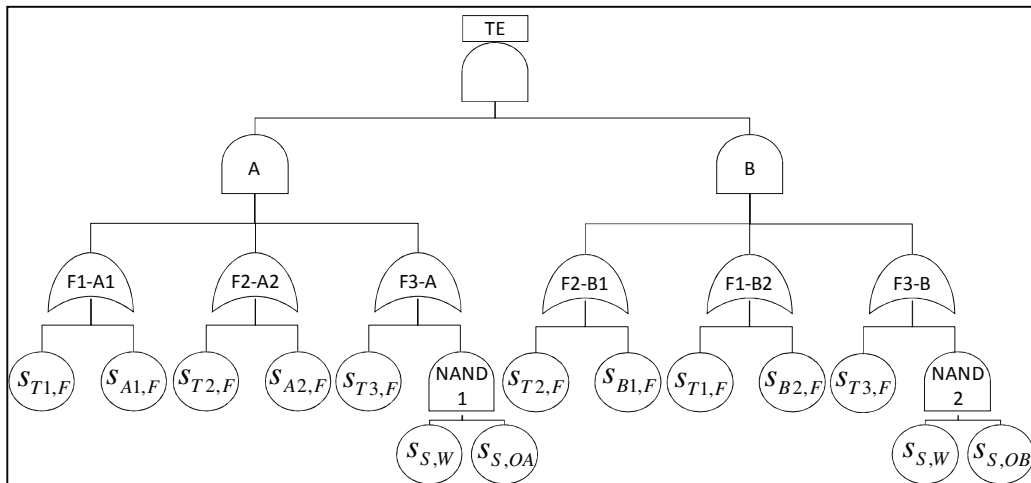 TE
A
B
F1-A1
F2-A2
F3-A
F2-B1
F1-B2
F3-B
S_{T1,F}
S_{A1,F}
S_{T2,F}
S_{A2,F}
S_{T3,F}
NAND
1
S_{T2,F}
S_{B1,F}
S_{T1,F}
S_{B2,F}
S_{T3,F}
NAND
2
S_{S,W}
S_{S,OA}
S_{S,W}
S_{S,OB}